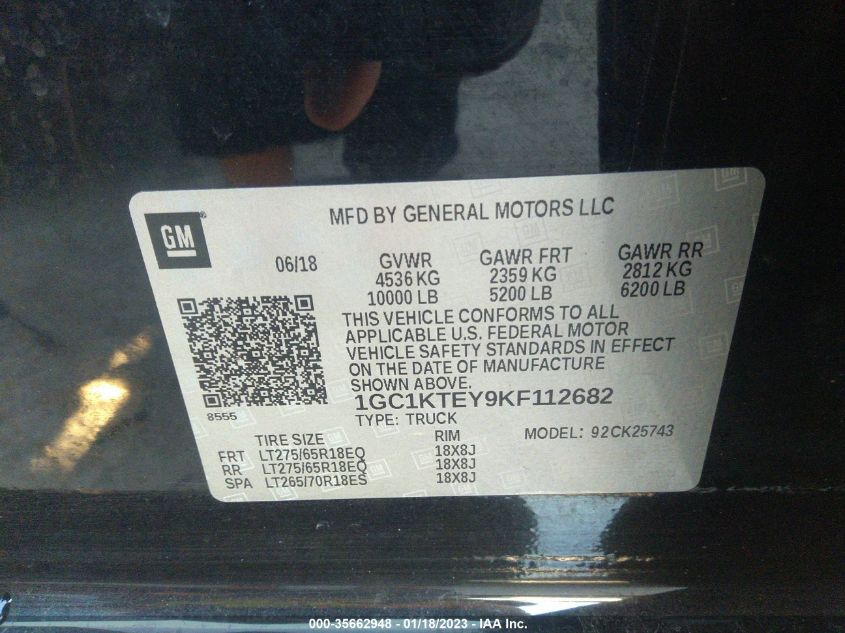 MFD BY GENERAL MOTORS LLC
GM®
06/18
GVWR
4536 KG
10000 LB
GAWR FRT
2359 KG
5200 LB
GAWR RR
2812 KG
6200 LB
THIS VEHICLE CONFORMS TO ALL
APPLICABLE U.S. FEDERAL MOTOR
VEHICLE SAFETY STANDARDS IN EFFECT
ON THE DATE OF MANUFACTURE
SHOWN ABOVE.
8555
1GC1KTEY9KF112682
TYPE: TRUCK
MODEL: 92CK25743
TIRE SIZE RIM
FRT LT275/65R18EQ 18X8J
RR LT275/65R18EQ 18X8J
SPA LT265/70R18ES 18X8J
000-35662948 - 01/18/2023 - IAA Inc.